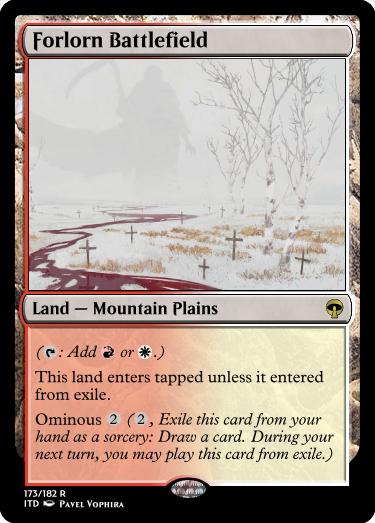 Forlorn Battlefield
Land — Mountain Plains
(: Add or .)
This land enters tapped unless it entered
from exile.
Ominous 2 (2, Exile this card from your
hand as a sorcery: Draw a card. During your
next turn, you may play this card from exile.)
173/182 R
ITD PAVEL VOPHIRA